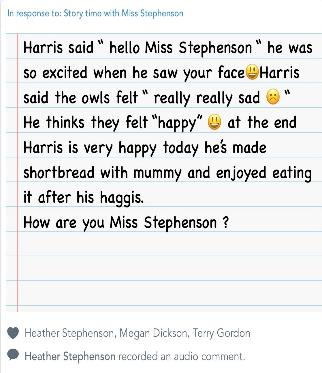 In response to: Story time with Miss Stephenson
Harris said " hello Miss Stephenson " he was
so excited when he saw your face😃Harris
said the owls felt " really really sad ☹️ "
He thinks they felt "happy" 😃 at the end
Harris is very happy today he's made
shortbread with mummy and enjoyed eating
it after his haggis.
How are you Miss Stephenson ?
Heather Stephenson, Megan Dickson, Terry Gordon
Heather Stephenson recorded an audio comment.